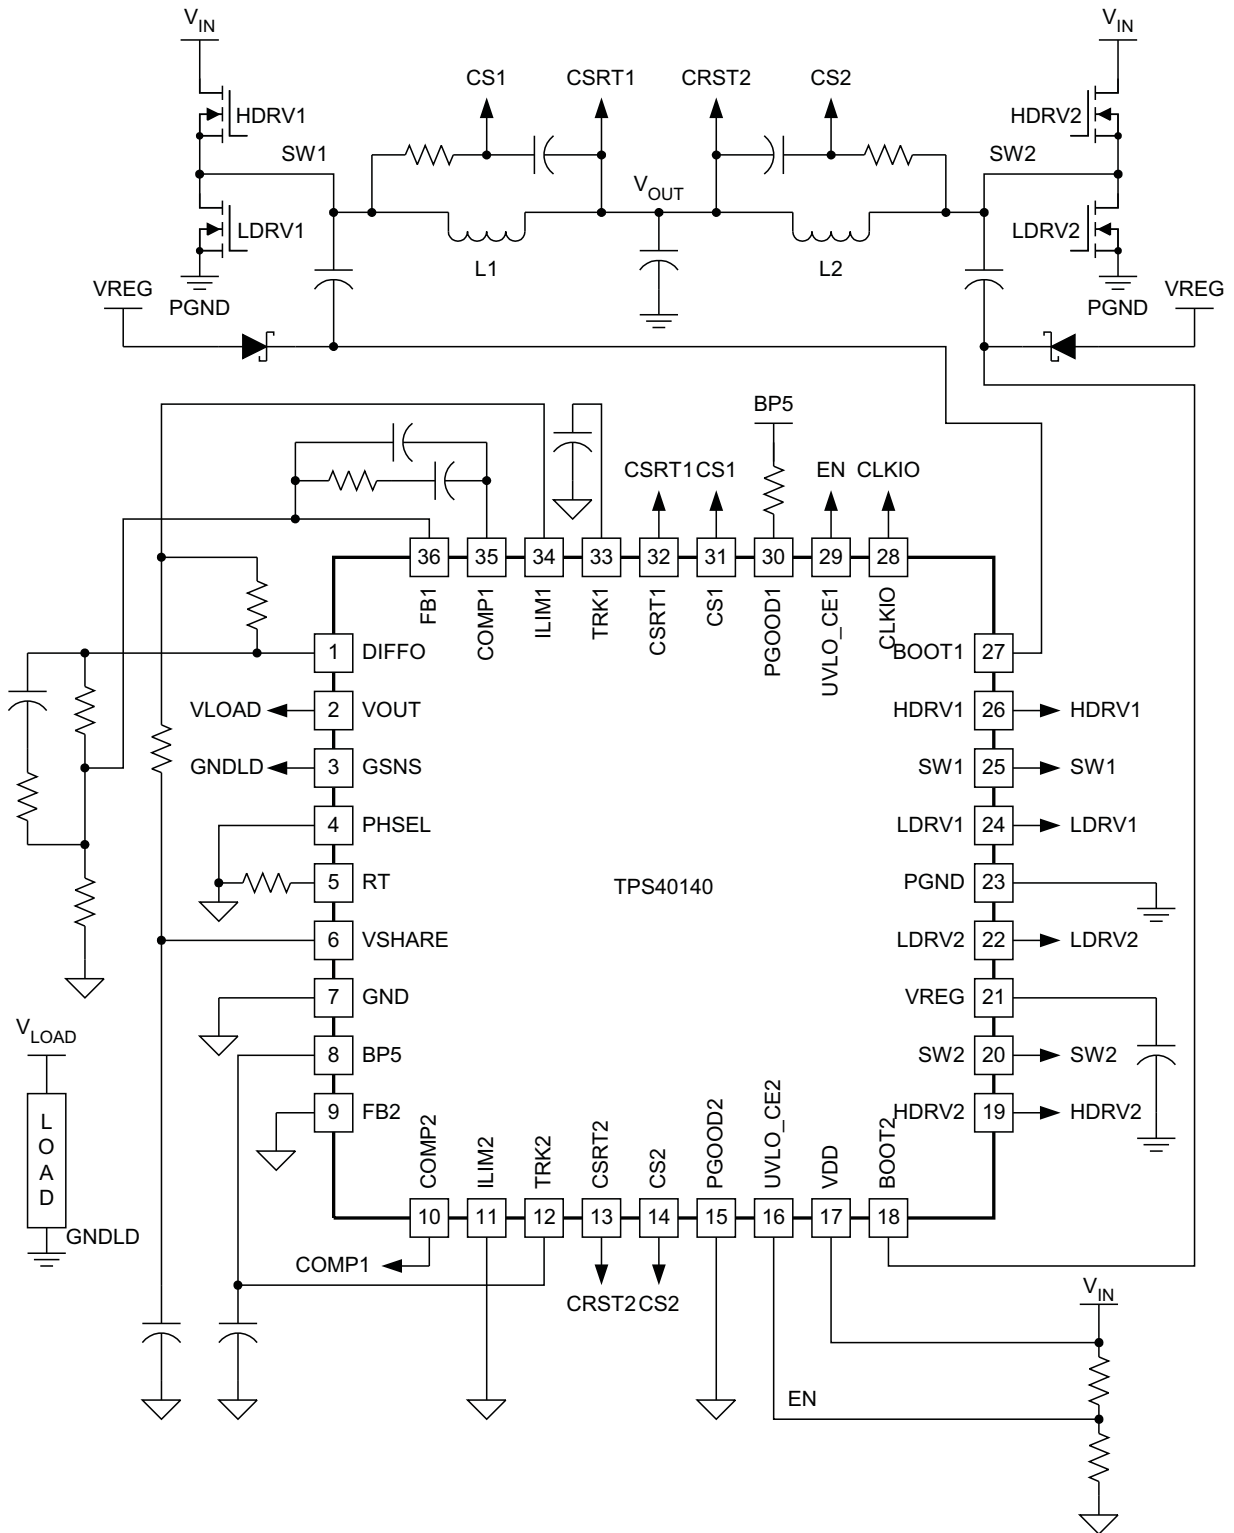 VIN
VIN
CS1
CSRT1
CRST2
CS2
HDRV1
HDRV2
SW1
SW2
VOUT
LDRV1
LDRV2
L1
L2
VREG
PGND
PGND
VREG
BP5
CSRT1
CS1
EN
CLKIO
36
35
34
33
32
31
30
29
28
FB1
COMP1
ILIM1
TRK1
CSRT1
CS1
PGOOD1
UVLO_CE1
CLKIO
1
DIFFO
BOOT1
27
VLOAD
2
VOUT
HDRV1
26
HDRV1
GNDLD
3
GSNS
SW1
25
SW1
4
PHSEL
LDRV1
24
LDRV1
5
RT
TPS40140
PGND
23
6
VSHARE
LDRV2
22
LDRV2
7
GND
VREG
21
VLOAD
8
BP5
SW2
20
SW2
9
FB2
HDRV2
19
HDRV2
LOAD
GNDLD
COMP2
ILIM2
TRK2
CSRT2
CS2
PGOOD2
UVLO_CE2
VDD
BOOT2
10
11
12
13
14
15
16
17
18
COMP1
CRST2
CS2
VIN
EN